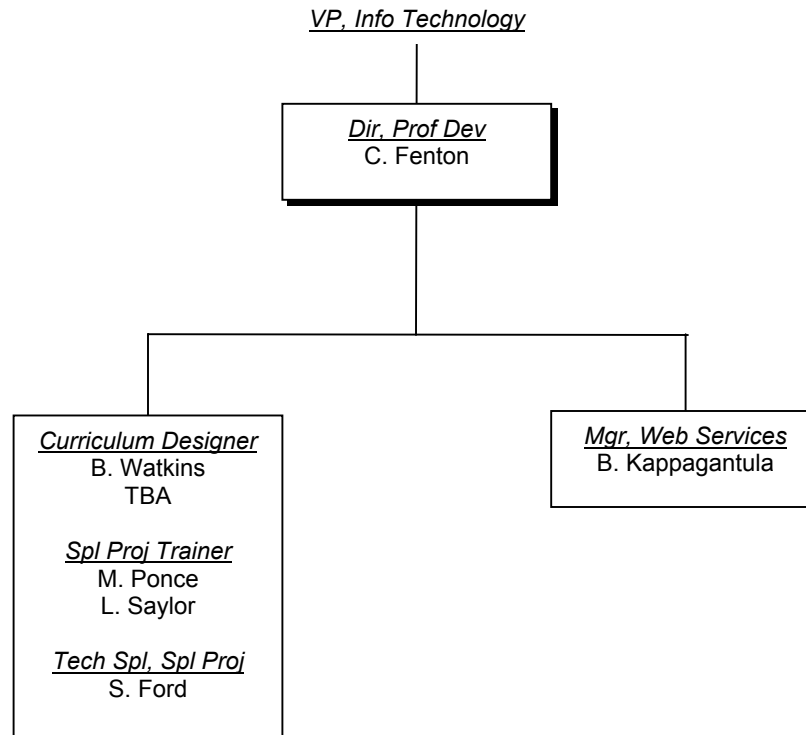 VP, Info Technology
Dir, Prof Dev
C. Fenton
Curriculum Designer
B. Watkins
TBA
Spl Proj Trainer
M. Ponce
L. Saylor
Tech Spl, Spl Proj
S. Ford
Mgr, Web Services
B. Kappagantula